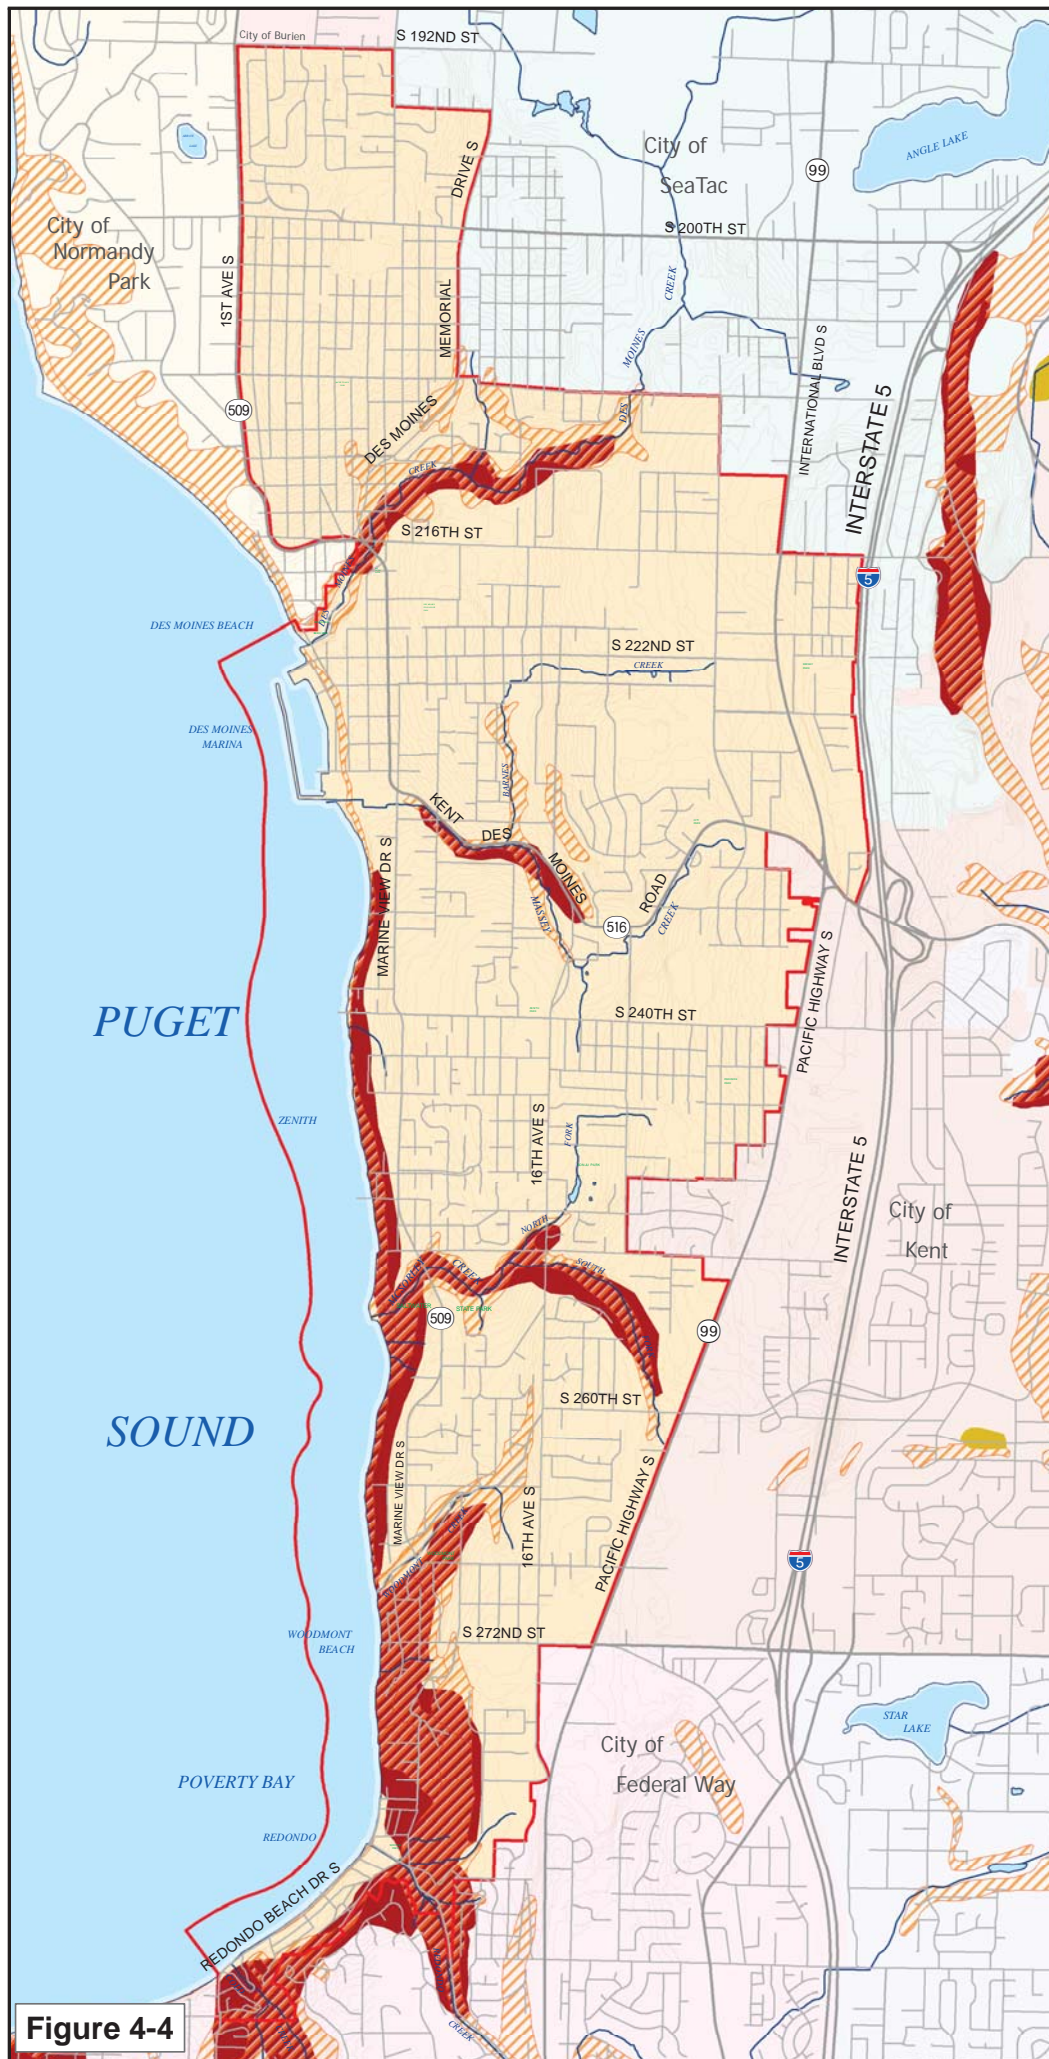 City of Burien
S 192ND ST
City of
SeaTac
99
ANGLE LAKE
DRIVE S
S 200TH ST
City of
Normandy
Park
1ST AVE S
CREEK
MEMORIAL
MOINES
INTERNATIONAL BLVD S
INTERSTATE 5
509
DES MOINES
DES
CREEK
S 216TH ST
MOINES
5
DES
DES MOINES BEACH
S 222ND ST
CREEK
DES MOINES
MARINA
BARNES
KENT
DES
MOINES
ROAD
MARINE VIEW DR S
MASSEY
516
CREEK
PACIFIC HIGHWAY S
PUGET
S 240TH ST
ZENITH
16TH AVE S
FORK
INTERSTATE 5
City of
Kent
NORTH
CREEK
SOUTH
STATE PARK
509
99
S 260TH ST
SOUND
MARINE VIEW DR S
16TH AVE S
PACIFIC HIGHWAY S
5
WOODMONT
WOODMONT
BEACH
S 272ND ST
STAR
LAKE
City of
Federal Way
POVERTY BAY
REDONDO
REDONDO BEACH DR S
CREEK
Figure 4-4